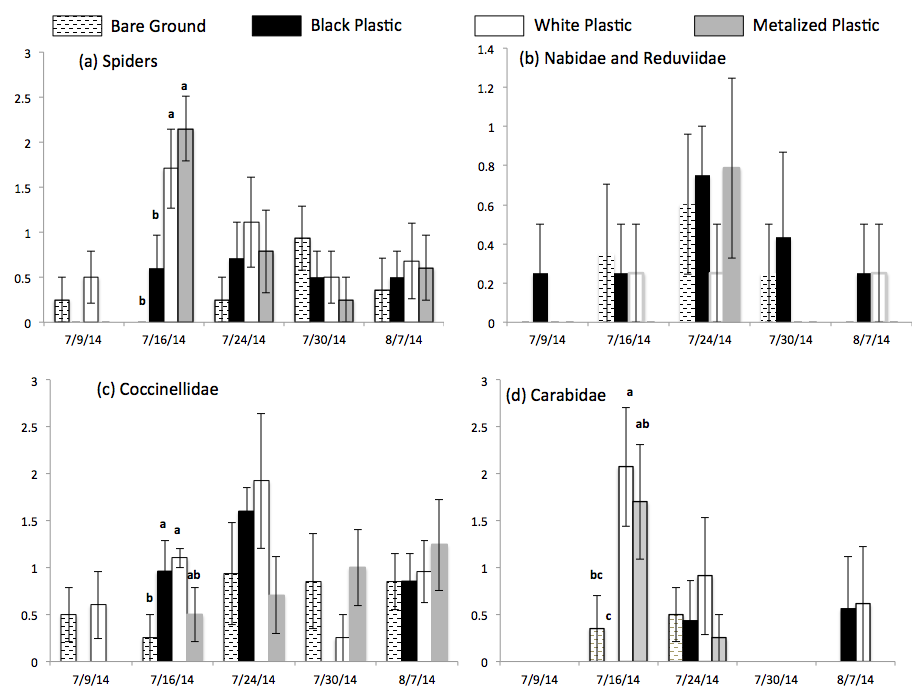 Bare Ground Black Plastic White Plastic Metalized Plastic
(a) Spiders
3
2.5
2
1.5
1
0.5
0
a
a
b
b
7/9/14 7/16/14 7/24/14 7/30/14 8/7/14
(b) Nabidae and Reduviidae
1.4
1.2
1
0.8
0.6
0.4
0.2
0
7/9/14 7/16/14 7/24/14 7/30/14 8/7/14
(c) Coccinellidae
3
2.5
2
1.5
1
0.5
0
a
a
ab
b
7/9/14 7/16/14 7/24/14 7/30/14 8/7/14
(d) Carabidae
3
2.5
2
1.5
1
0.5
0
a
ab
bc
c
7/9/14 7/16/14 7/24/14 7/30/14 8/7/14